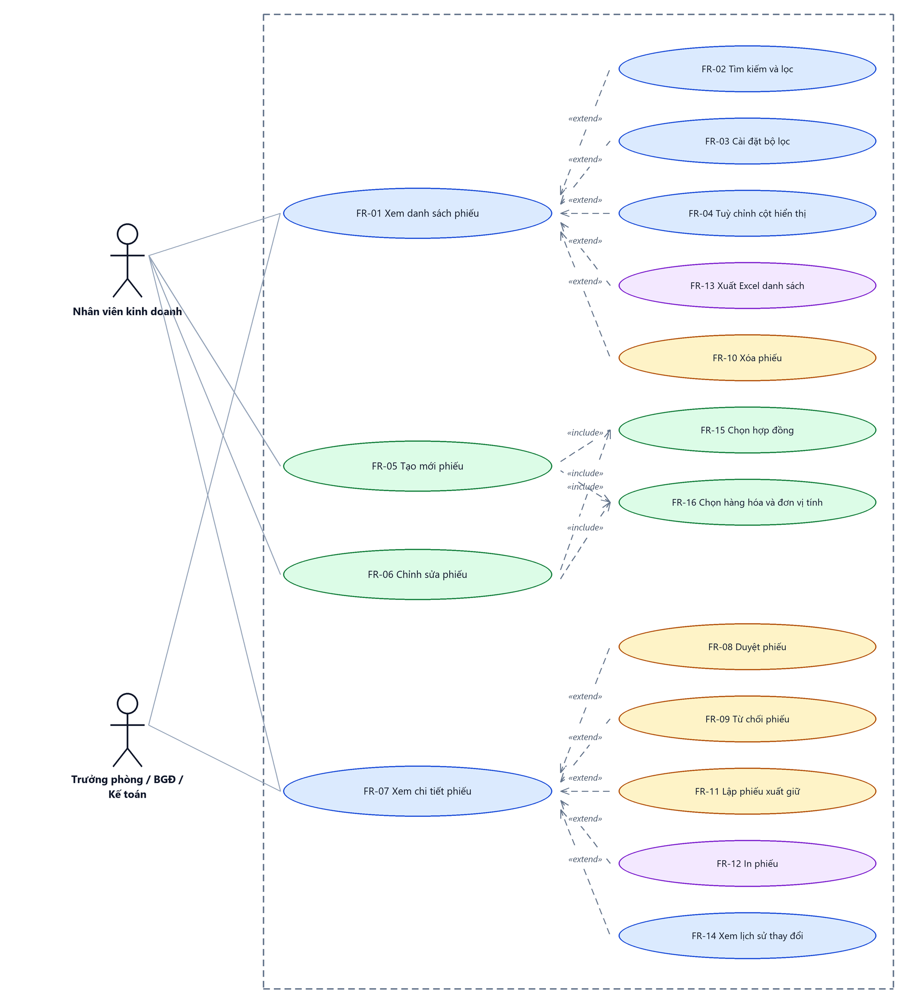 FR-02 Tìm kiếm và lọc
«extend»
FR-03 Cài đặt bộ lọc
«extend»
FR-01 Xem danh sách phiếu
«extend»
FR-04 Tuỳ chỉnh cột hiển thị
«extend»
FR-13 Xuất Excel danh sách
«extend»
Nhân viên kinh doanh
FR-10 Xóa phiếu
«include»
FR-15 Chọn hợp đồng
FR-05 Tạo mới phiếu
«include»
«include»
FR-16 Chọn hàng hóa và đơn vị tính
«include»
FR-06 Chỉnh sửa phiếu
FR-08 Duyệt phiếu
«extend»
FR-09 Từ chối phiếu
«extend»
Trưởng phòng / BGĐ /
Kế toán
FR-07 Xem chi tiết phiếu
«extend»
FR-11 Lập phiếu xuất giữ
«extend»
FR-12 In phiếu
«extend»
FR-14 Xem lịch sử thay đổi